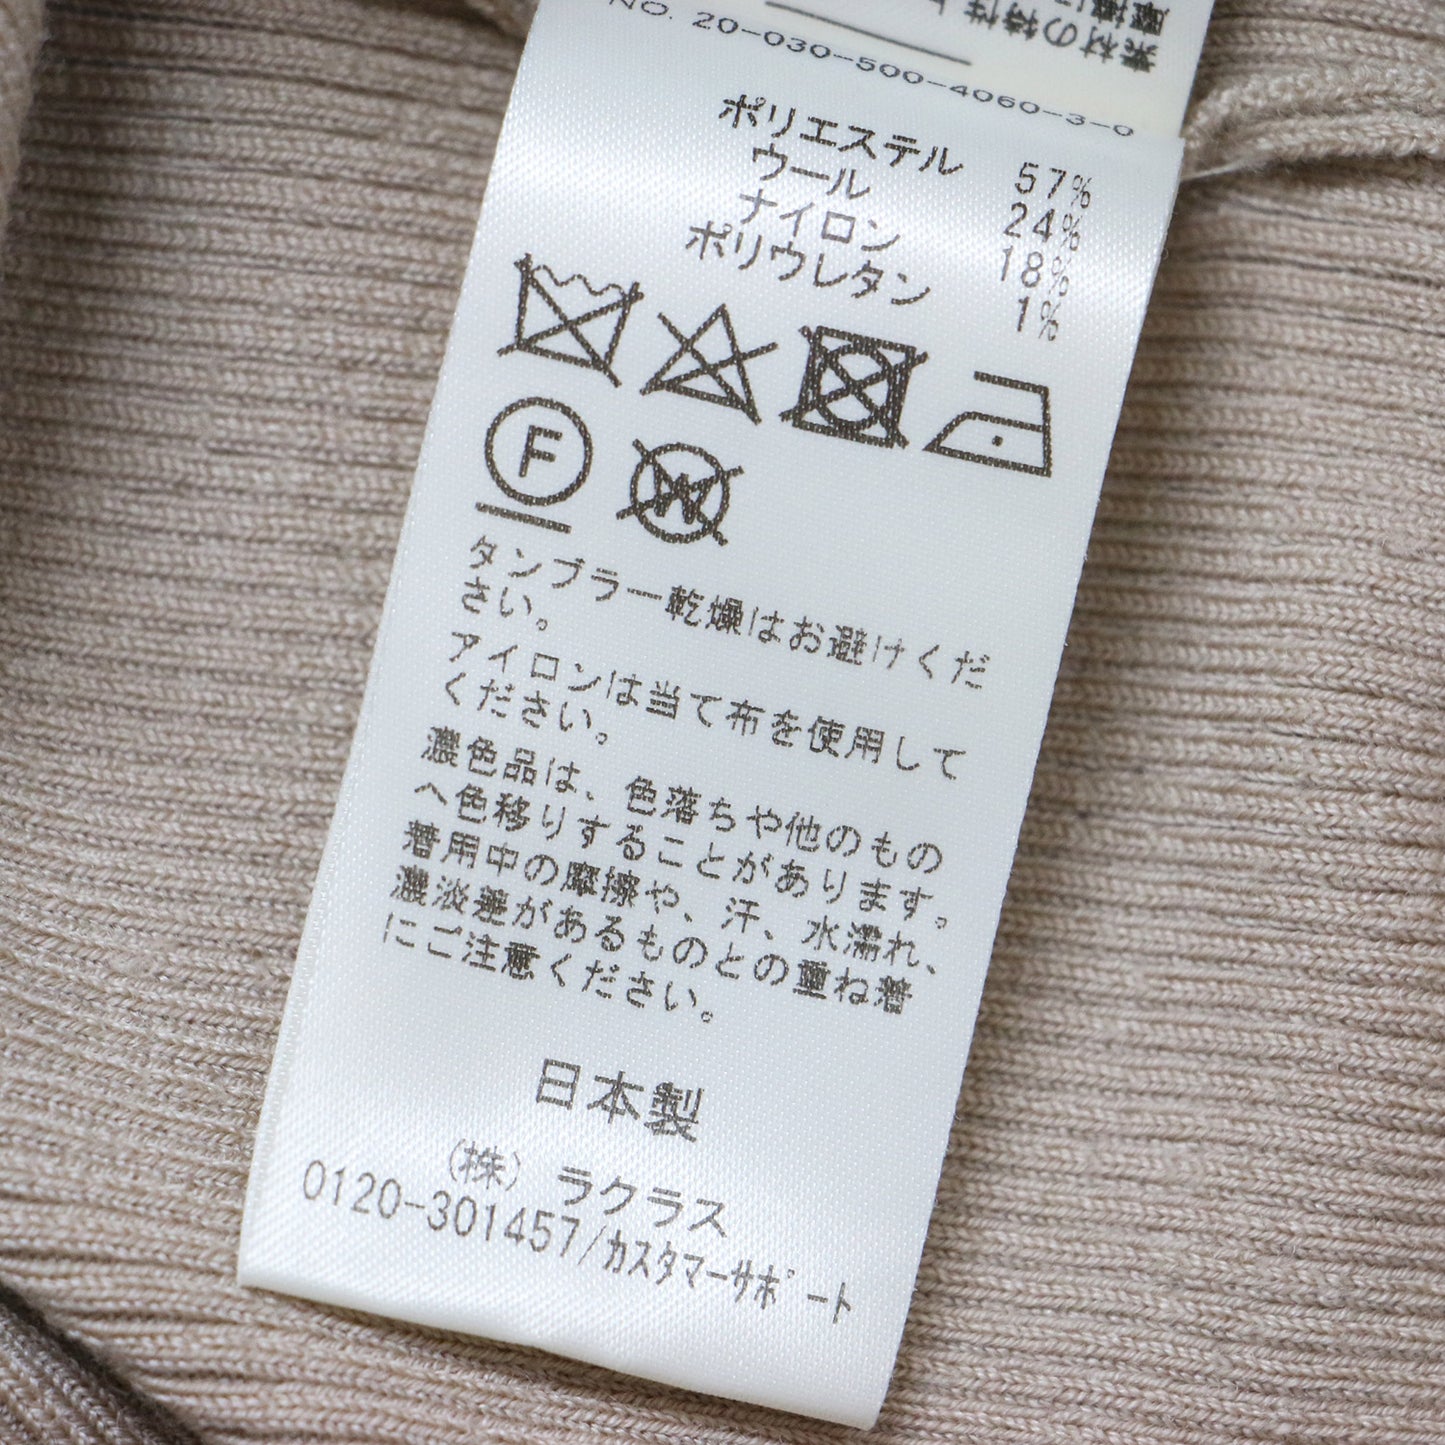 素材の特性上
NO. 20-030-500-4060-3-0
ポリエステル 57%
ウール 24%
ナイロン 18%
ポリウレタン 1%
F
W
タンブラー乾燥はお避けくだ
さい。
アイロンは当て布を使用して
ください。
濃色品は、色落ちや他のもの
へ色移りすることがあります。
着用中の摩擦や、汗、水濡れ、
濃淡差があるものとの重ね着
にご注意ください。
日本製
(株) ラクラス
0120-301457/カスタマーサポート